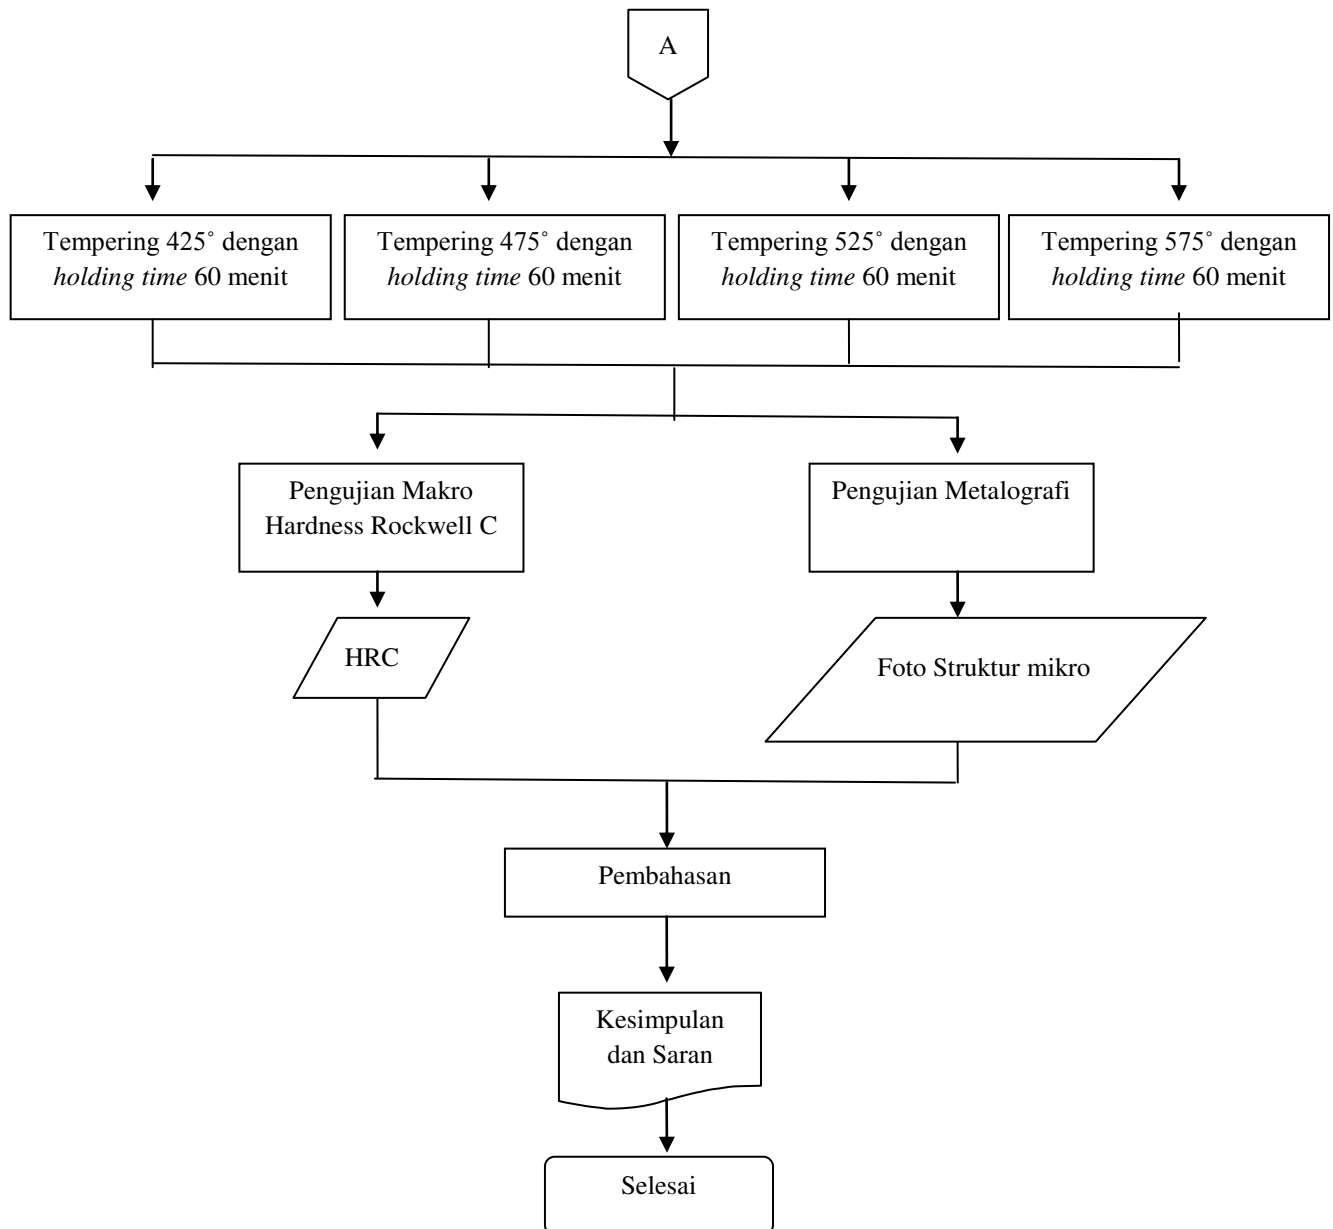 A
Tempering 425˚ dengan
holding time 60 menit
Tempering 475˚ dengan
holding time 60 menit
Tempering 525˚ dengan
holding time 60 menit
Tempering 575˚ dengan
holding time 60 menit
Pengujian Makro
Hardness Rockwell C
Pengujian Metalografi
HRC
Foto Struktur mikro
Pembahasan
Kesimpulan
dan Saran
Selesai